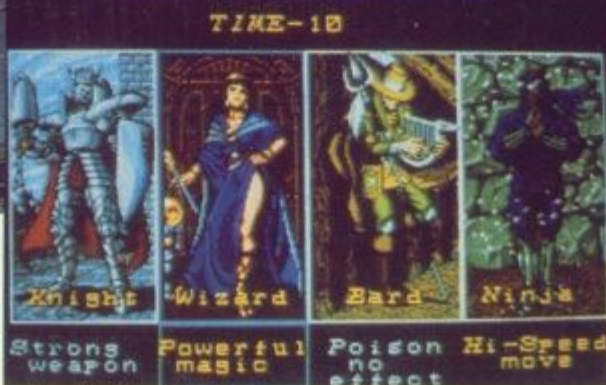 TIME-10
Knight
Wizard
Bard
Ninja
Strong
weapon
Powerful
magic
Poison
no
effect
Hi-Speed
move